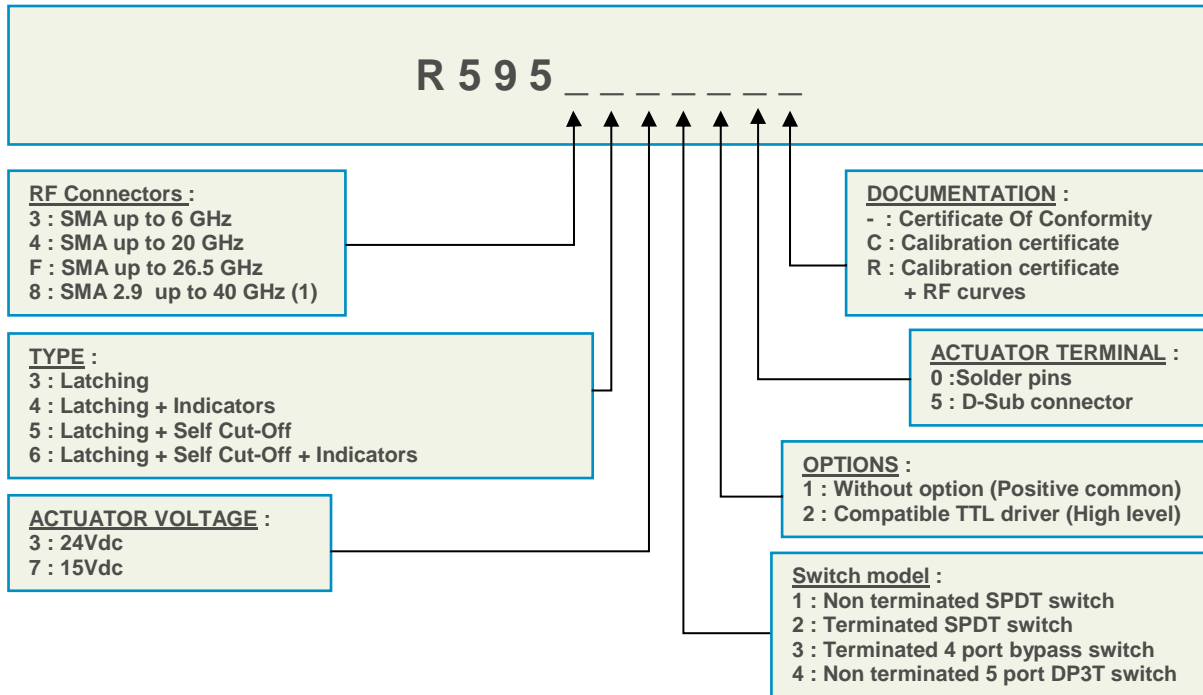 R 5 9 5 _ _ _ _ _ _ _
RF Connectors :
3 : SMA up to 6 GHz
4 : SMA up to 20 GHz
F : SMA up to 26.5 GHz
8 : SMA 2.9 up to 40 GHz (1)
TYPE :
3 : Latching
4 : Latching + Indicators
5 : Latching + Self Cut-Off
6 : Latching + Self Cut-Off + Indicators
ACTUATOR VOLTAGE :
3 : 24Vdc
7 : 15Vdc
DOCUMENTATION :
- : Certificate Of Conformity
C : Calibration certificate
R : Calibration certificate
+ RF curves
ACTUATOR TERMINAL :
0 :Solder pins
5 : D-Sub connector
OPTIONS :
1 : Without option (Positive common)
2 : Compatible TTL driver (High level)
Switch model :
1 : Non terminated SPDT switch
2 : Terminated SPDT switch
3 : Terminated 4 port bypass switch
4 : Non terminated 5 port DP3T switch